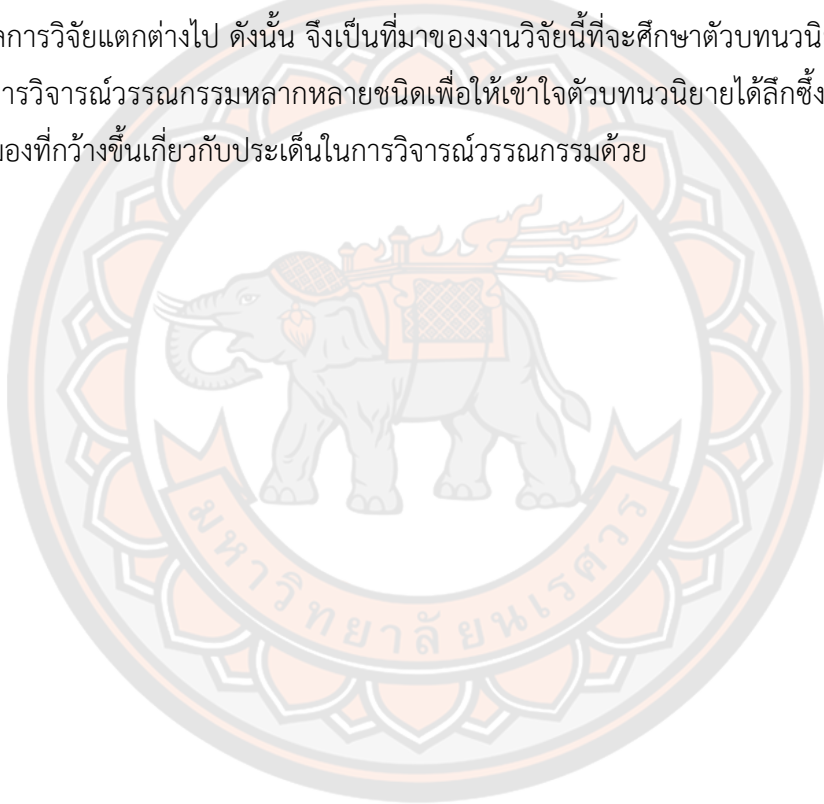 การวิจัยแตกต่างไป ดังนั้น จึงเป็นที่มาของงานวิจัยนี้ที่จะศึกษาตัวบทนวนิ
ารวิจารณ์วรรณกรรมหลากหลายชนิดเพื่อให้เข้าใจตัวบทนวนิยายได้ลึกซึ้ง
องที่กว้างขึ้นเกี่ยวกับประเด็นในการวิจารณ์วรรณกรรมด้วย
มหาวิทยาลัยนเรศวร